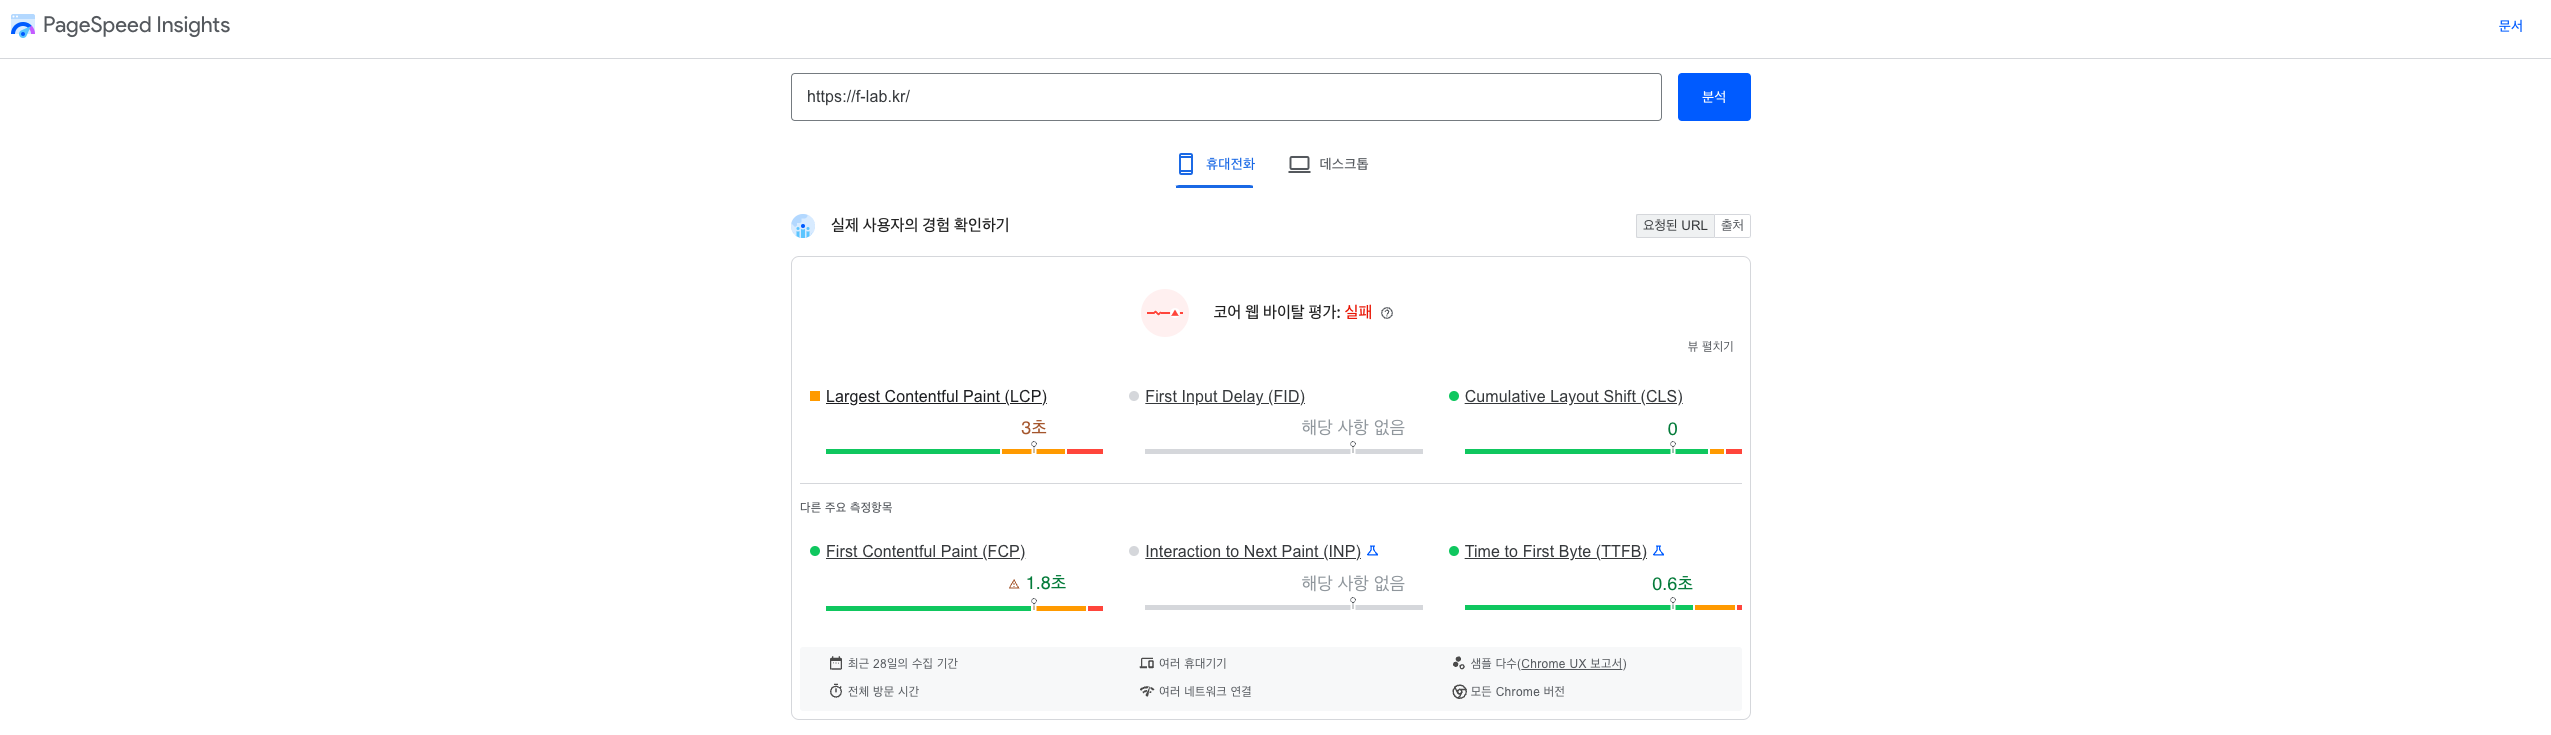 PageSpeed Insights
문서
https://f-lab.kr/
분석
휴대전화
데스크톱
실제 사용자의 경험 확인하기
요청된 URL
출처
코어 웹 바이탈 평가: 실패
뷰 펼치기
Largest Contentful Paint (LCP)
3초
First Input Delay (FID)
해당 사항 없음
Cumulative Layout Shift (CLS)
0
다른 주요 측정항목
First Contentful Paint (FCP)
1.8초
Interaction to Next Paint (INP)
해당 사항 없음
Time to First Byte (TTFB)
0.6초
최근 28일의 수집 기간
여러 휴대기기
샘플 다수(Chrome UX 보고서)
전체 방문 시간
여러 네트워크 연결
모든 Chrome 버전